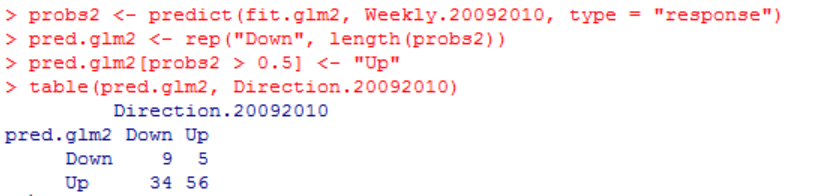 > probs2 <- predict(fit.glm2, Weekly.20092010, type = "response")
> pred.glm2 <- rep("Down", length(probs2))
> pred.glm2[probs2 > 0.5] <- "Up"
> table(pred.glm2, Direction.20092010)
         Direction.20092010
pred.glm2 Down Up
     Down    9  5
     Up     34 56